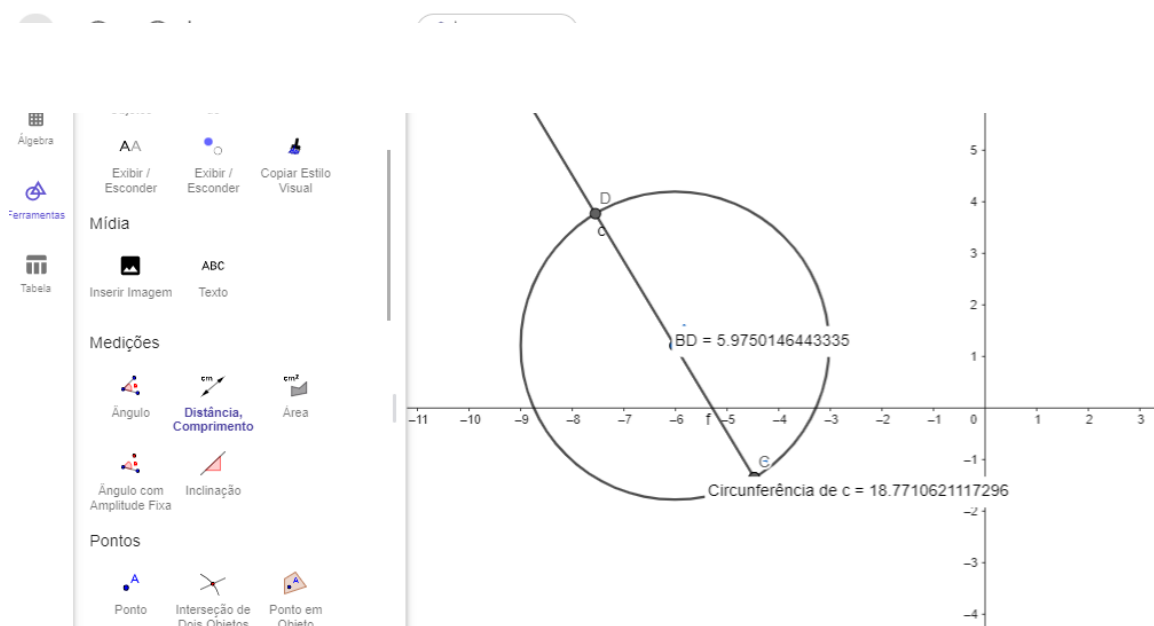 Álgebra
Ferramentas
Tabela
AA
Exibir /
Esconder
Exibir /
Esconder
Copiar Estilo
Visual
Mídia
ABC
Inserir Imagem
Texto
Medições
Ângulo
cm
Distância,
Comprimento
cm²
Área
Ângulo com
Amplitude Fixa
Inclinação
Pontos
A
Ponto
Interseção de
Dois Objetos
A
Ponto em
Objeto
D
c
BD = 5.9750146443335
f
Circunferência de c = 18.7710621117296
5
4
3
2
1
–11 –10 –9 –8 –7 –6 –5 –4 –3 –2 –1 0 1 2 3
–1
–2
–3
–4